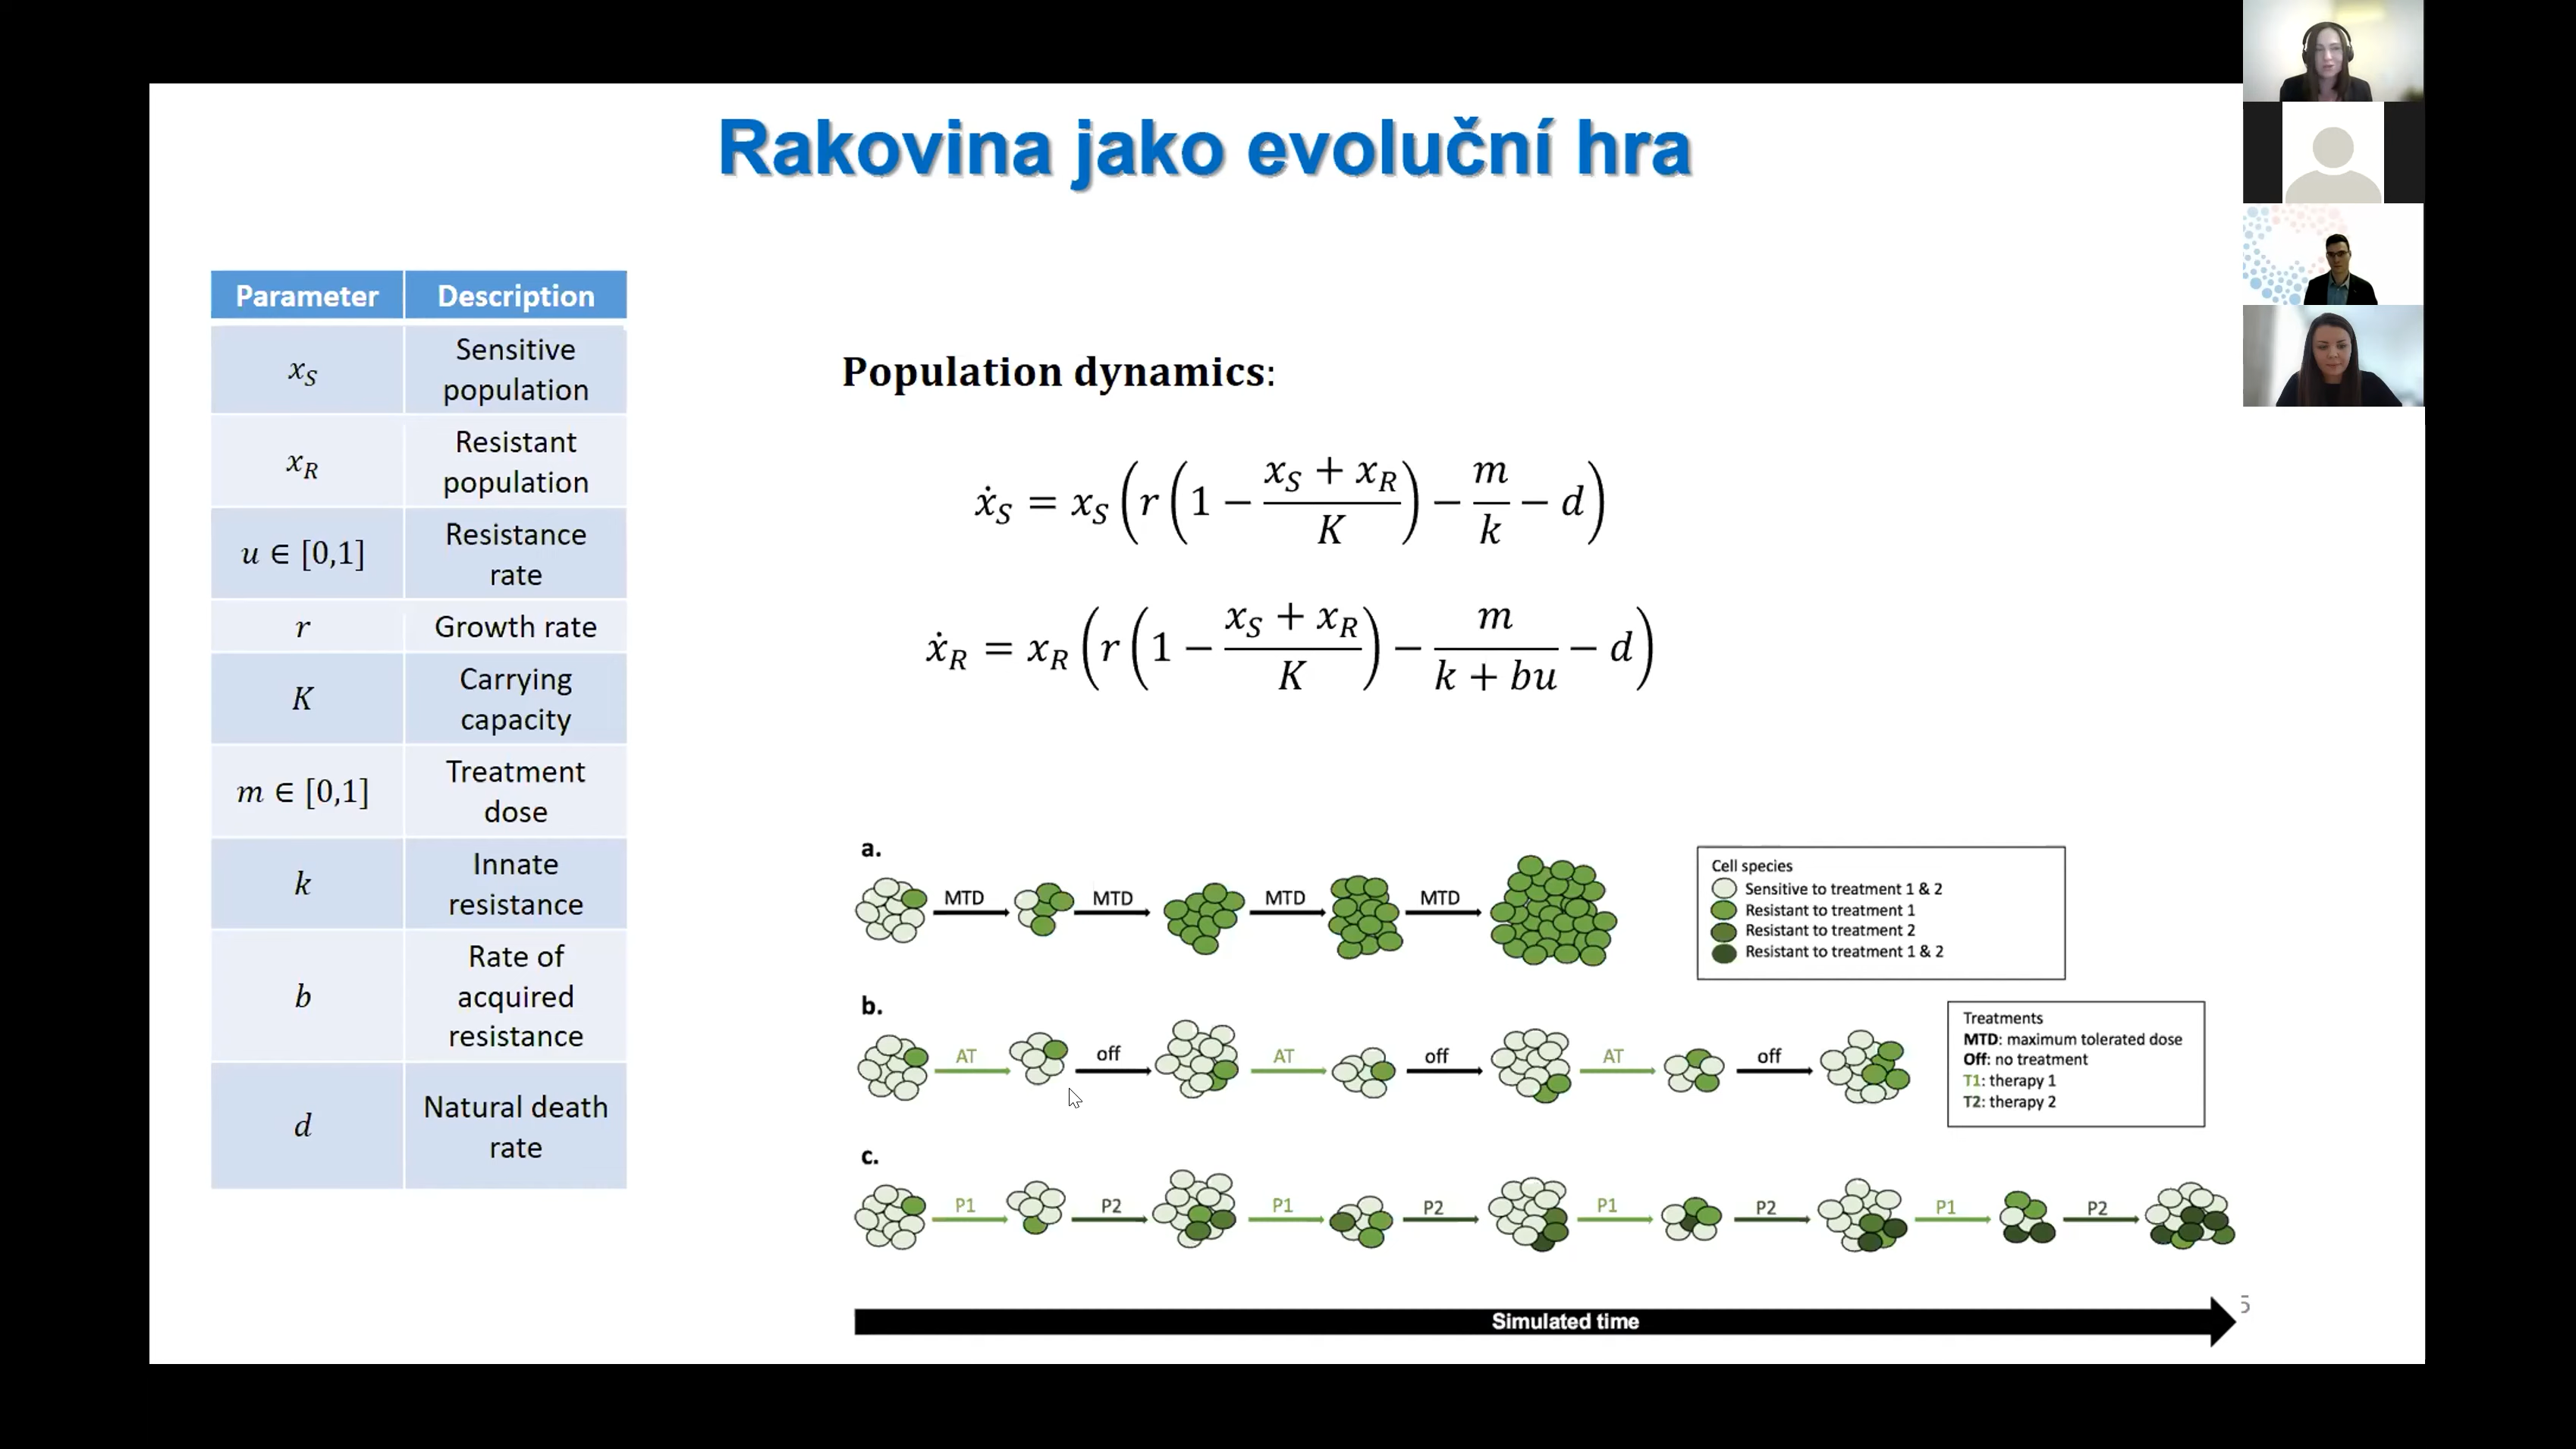 Rakovina jako evoluční hra
Parameter Description
x_S Sensitive
population
x_R Resistant
population
u ∈ [0,1] Resistance
rate
r Growth rate
K Carrying
capacity
m ∈ [0,1] Treatment
dose
k Innate
resistance
b Rate of
acquired
resistance
d Natural death
rate
Population dynamics:
ẋ_S = x_S (r (1 − (x_S + x_R)/K) − m/k − d)
ẋ_R = x_R (r (1 − (x_S + x_R)/K) − m/(k + bu) − d)
a.
MTD MTD MTD MTD
Cell species
Sensitive to treatment 1 & 2
Resistant to treatment 1
Resistant to treatment 2
Resistant to treatment 1 & 2
b.
AT off AT off AT off
Treatments
MTD: maximum tolerated dose
Off: no treatment
T1: therapy 1
T2: therapy 2
c.
P1 P2 P1 P2 P1 P2 P1 P2
Simulated time
5